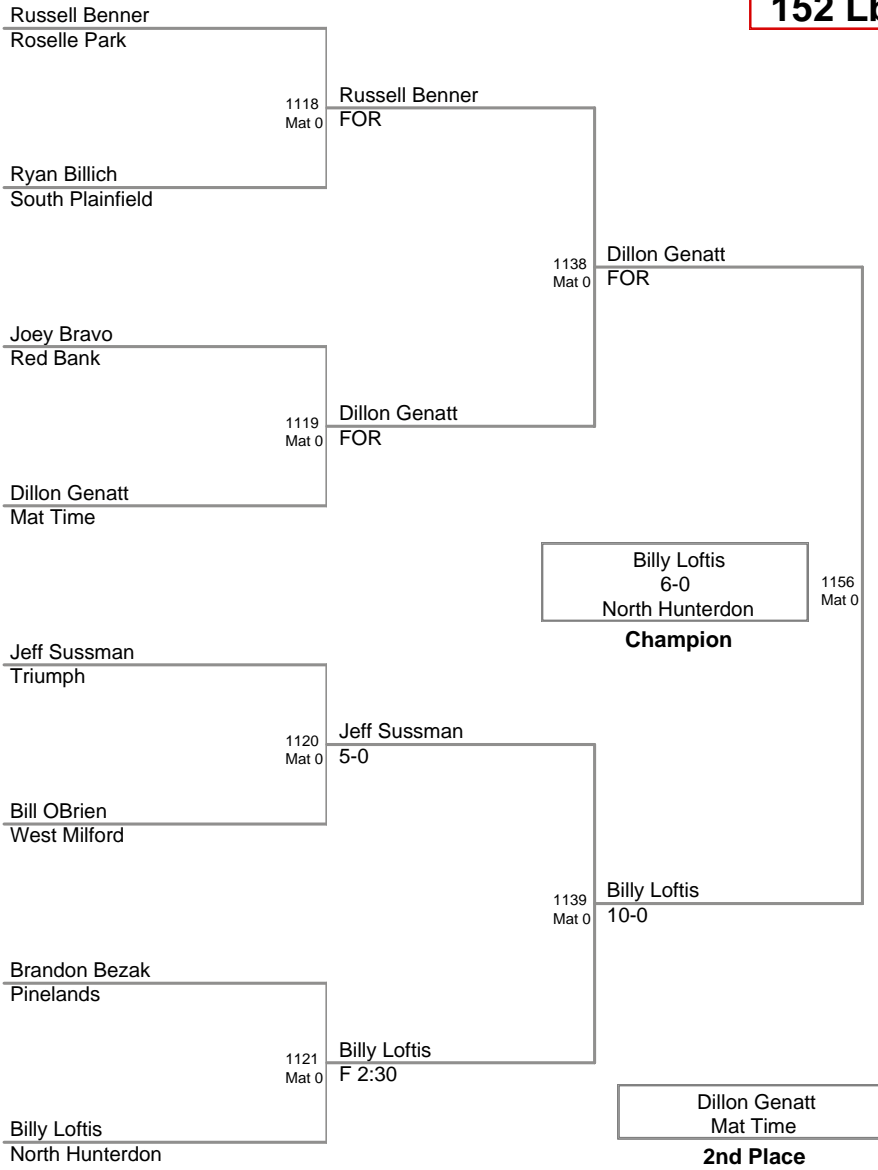 152 Lb
Russell Benner
Roselle Park
1118
Mat 0
Russell Benner
FOR
Ryan Billich
South Plainfield
1138
Mat 0
Dillon Genatt
FOR
Joey Bravo
Red Bank
1119
Mat 0
Dillon Genatt
FOR
Dillon Genatt
Mat Time
Billy Loftis
6-0
North Hunterdon
Champion
1156
Mat 0
Jeff Sussman
Triumph
1120
Mat 0
Jeff Sussman
5-0
Bill OBrien
West Milford
1139
Mat 0
Billy Loftis
10-0
Brandon Bezak
Pinelands
1121
Mat 0
Billy Loftis
F 2:30
Billy Loftis
North Hunterdon
Dillon Genatt
Mat Time
2nd Place